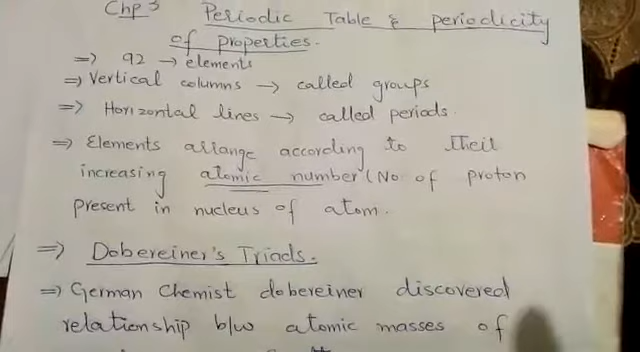 Chp 3 Periodic Table & periodicity
of properties.
=> 92 → elements
=> Vertical columns → called groups
=> Horizontal lines → called periods.
=> Elements arrange according to their
increasing atomic number (No. of proton
present in nucleus of atom.
=> Dobereiner's Triads.
=> German Chemist dobereiner discovered
relationship b/w atomic masses of